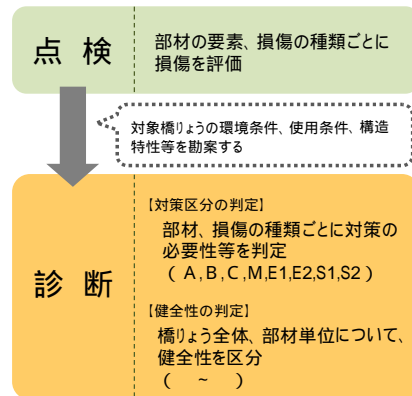 点 検
部材の要素、損傷の種類ごとに
損傷を評価
対象橋りょうの環境条件、使用条件、構造
特性等を勘案する
診 断
【対策区分の判定】
部材、損傷の種類ごとに対策の
必要性等を判定
( A,B,C,M,E1,E2,S1,S2 )
【健全性の判定】
橋りょう全体、部材単位について、
健全性を区分
( ~ )